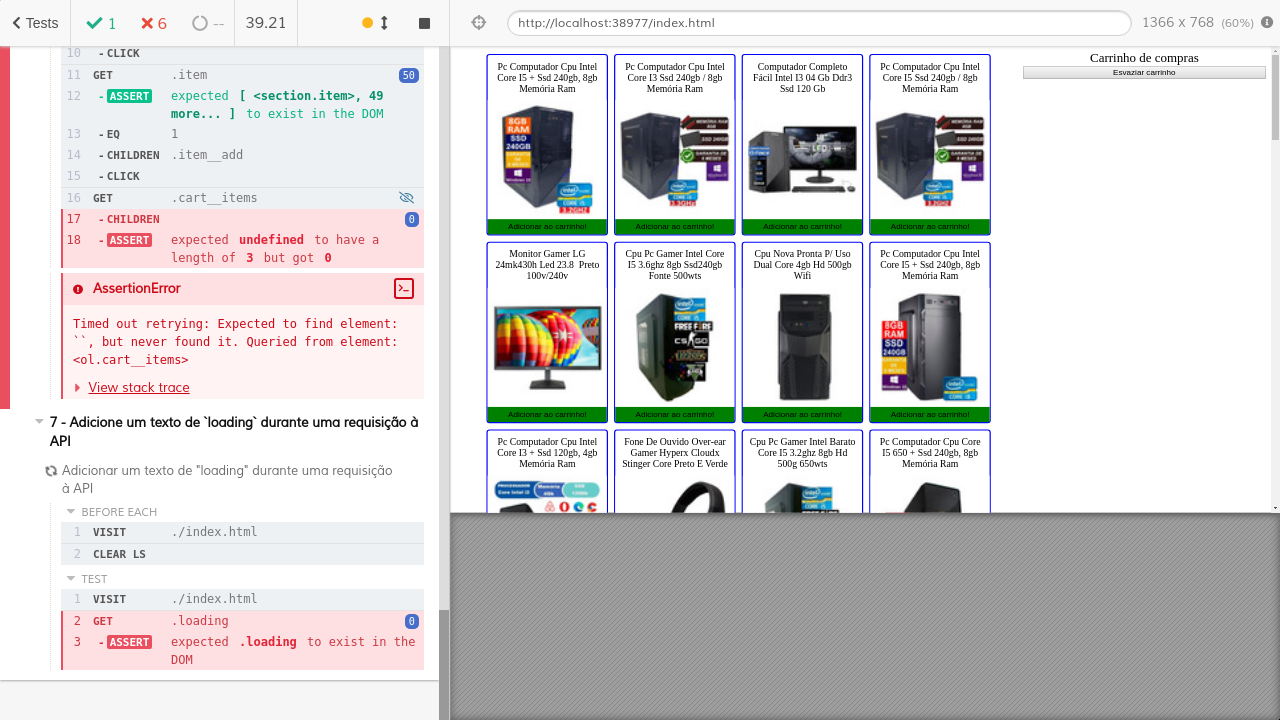 Tests
1
6
--
39.21
http://localhost:38977/index.html
1366 x 768 (60%)
10 -CLICK
11 GET .item 50
12 -ASSERT expected [ <section.item>, 49
more... ] to exist in the DOM
13 -EQ 1
14 -CHILDREN .item__add
15 -CLICK
16 GET .cart__items
17 -CHILDREN 0
18 -ASSERT expected undefined to have a
length of 3 but got 0
AssertionError
Timed out retrying: Expected to find element:
``, but never found it. Queried from element:
<ol.cart__items>
View stack trace
7 - Adicione um texto de `loading` durante uma requisição à
API
Adicionar um texto de "loading" durante uma requisição
à API
BEFORE EACH
1 VISIT ./index.html
2 CLEAR LS
TEST
1 VISIT ./index.html
2 GET .loading 0
3 -ASSERT expected .loading to exist in the
DOM
Pc Computador Cpu Intel
Core I5 + Ssd 240gb, 8gb
Memória Ram
Adicionar ao carrinho!
Pc Computador Cpu Intel
Core I3 Ssd 240gb / 8gb
Memória Ram
Adicionar ao carrinho!
Computador Completo
Fácil Intel I3 04 Gb Ddr3
Ssd 120 Gb
Adicionar ao carrinho!
Pc Computador Cpu Intel
Core I5 Ssd 240gb / 8gb
Memória Ram
Adicionar ao carrinho!
Carrinho de compras
Esvaziar carrinho
Monitor Gamer LG
24mk430h Led 23.8 Preto
100v/240v
Adicionar ao carrinho!
Cpu Pc Gamer Intel Core
I5 3.6ghz 8gb Ssd240gb
Fonte 500wts
Adicionar ao carrinho!
Cpu Nova Pronta P/ Uso
Dual Core 4gb Hd 500gb
Wifi
Adicionar ao carrinho!
Pc Computador Cpu Intel
Core I5 + Ssd 240gb, 8gb
Memória Ram
8GB
RAM
SSD
240GB
Adicionar ao carrinho!
Pc Computador Cpu Intel
Core I3 + Ssd 120gb, 4gb
Memória Ram
Fone De Ouvido Over-ear
Gamer Hyperx Cloudx
Stinger Core Preto E Verde
Cpu Pc Gamer Intel Barato
Core I5 3.2ghz 8gb Hd
500g 650wts
Pc Computador Cpu Core
I5 650 + Ssd 240gb, 8gb
Memória Ram